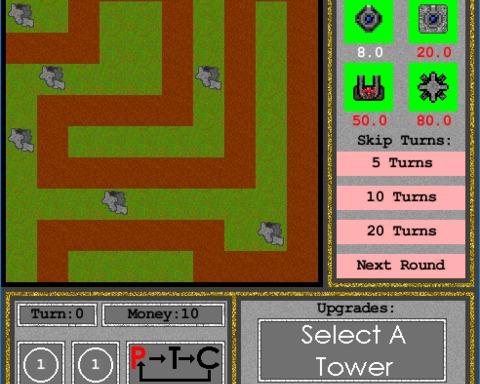 8.0 20.0
50.0 80.0
Skip Turns:
5 Turns
10 Turns
20 Turns
Next Round
Turn:0 Money:10
Upgrades:
Select A
Tower
1 1 P→T→C